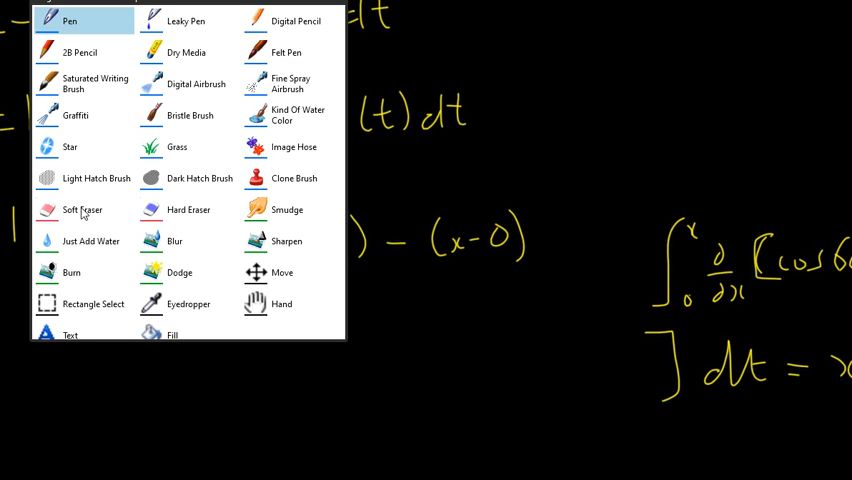 Pen Leaky Pen Digital Pencil
2B Pencil Dry Media Felt Pen
Saturated Writing Brush Digital Airbrush Fine Spray Airbrush
Graffiti Bristle Brush Kind Of Water Color
Star Grass Image Hose
Light Hatch Brush Dark Hatch Brush Clone Brush
Soft Eraser Hard Eraser Smudge
Just Add Water Blur Sharpen
Burn Dodge Move
Rectangle Select Eyedropper Hand
Text Fill
(t) dt
) - (x-0)
∫₀ˣ ∂/∂x [cos
] dt =